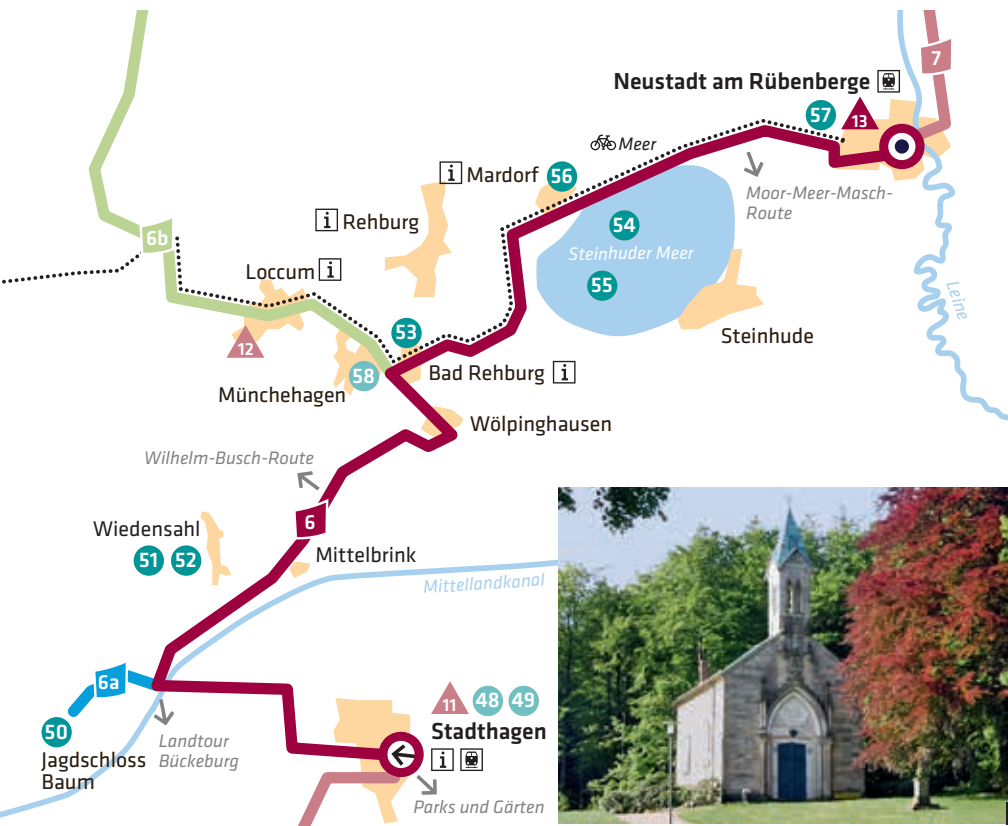 7
Neustadt am Rübenberge
57
13
Meer
i Mardorf 56
Moor-Meer-Masch-
Route
i Rehburg
54
6b
Steinhuder Meer
Loccum i
55
Leine
53
Steinhude
12
58
Bad Rehburg i
Münchehagen
Wölpinghausen
Wilhelm-Busch-Route
6
Wiedensahl
51 52
Mittelbrink
Mittellandkanal
6a
11 48 49
50
Stadthagen
Landtour
Bückeburg
i
Jagdschloss
Baum
Parks und Gärten